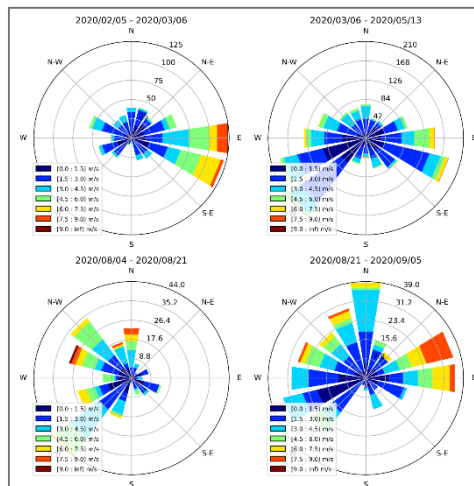 2020/02/05 - 2020/03/06
N
125
N-W
N-E
100
75
50
W
E
S-E
S
[0.0 : 1.5) m/s
[1.5 : 3.0) m/s
[3.0 : 4.5) m/s
[4.5 : 6.0) m/s
[6.0 : 7.5) m/s
[7.5 : 9.0) m/s
[9.0 : inf) m/s
2020/03/06 - 2020/05/13
N
210
N-W
N-E
168
126
84
42
W
E
S-E
S
[0.0 : 1.5) m/s
[1.5 : 3.0) m/s
[3.0 : 4.5) m/s
[4.5 : 6.0) m/s
[6.0 : 7.5) m/s
[7.5 : 9.0) m/s
[9.0 : inf) m/s
2020/08/04 - 2020/08/21
N
44.0
N-W
N-E
35.2
26.4
17.6
8.8
W
E
S-E
S
[0.0 : 1.5) m/s
[1.5 : 3.0) m/s
[3.0 : 4.5) m/s
[4.5 : 6.0) m/s
[6.0 : 7.5) m/s
[7.5 : 9.0) m/s
[9.0 : inf) m/s
2020/08/21 - 2020/09/05
N
39.0
N-W
N-E
31.2
23.4
15.6
W
E
S-E
S
[0.0 : 1.5) m/s
[1.5 : 3.0) m/s
[3.0 : 4.5) m/s
[4.5 : 6.0) m/s
[6.0 : 7.5) m/s
[7.5 : 9.0) m/s
[9.0 : inf) m/s